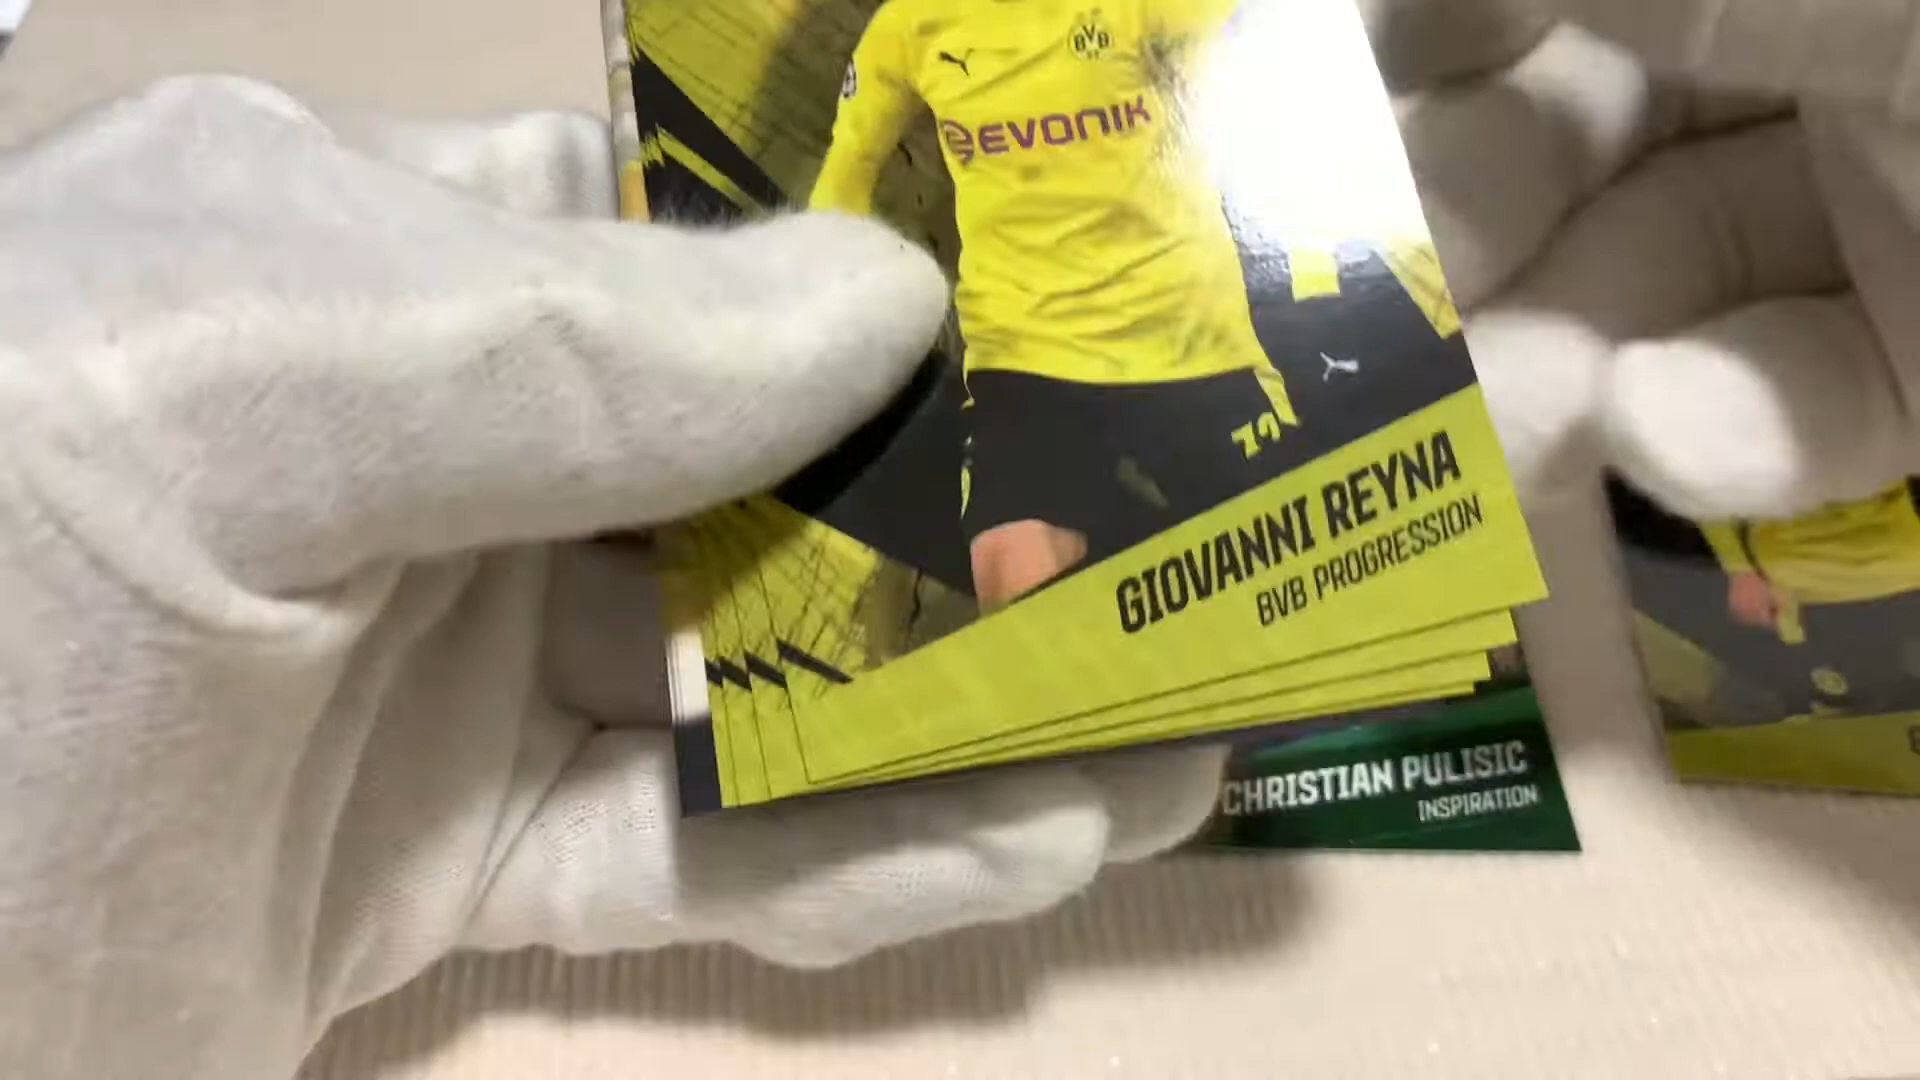 BVB
EVONIK
GIOVANNI REYNA
BVB PROGRESSION
CHRISTIAN PULISIC
INSPIRATION